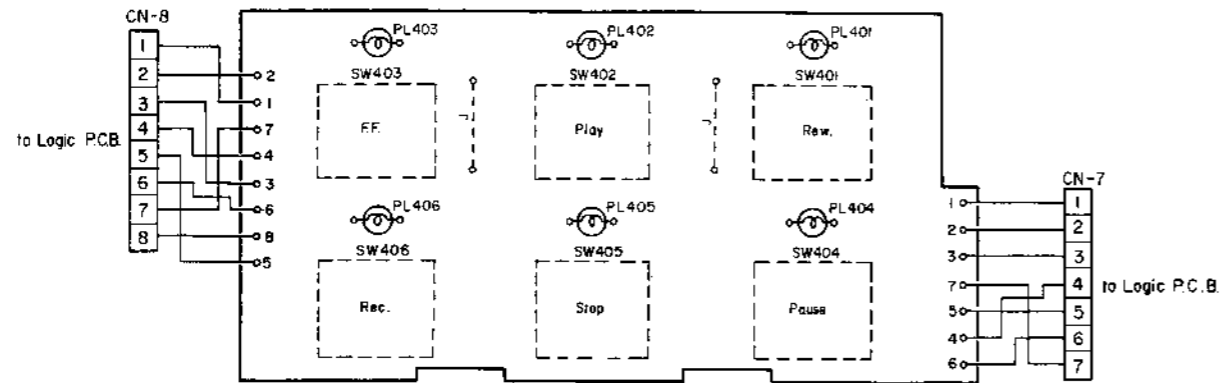 CN-8
1
2
3
4
5
6
7
8
to Logic P.C.B.
2
1
7
4
3
6
8
5
PL403
SW403
F.F.
PL402
SW402
Play
PL401
SW401
Rew.
J
J
PL406
SW406
Rec.
PL405
SW405
Stop
PL404
SW404
Pause
1
2
3
7
5
4
6
CN-7
1
2
3
4
5
6
7
to Logic P.C.B.